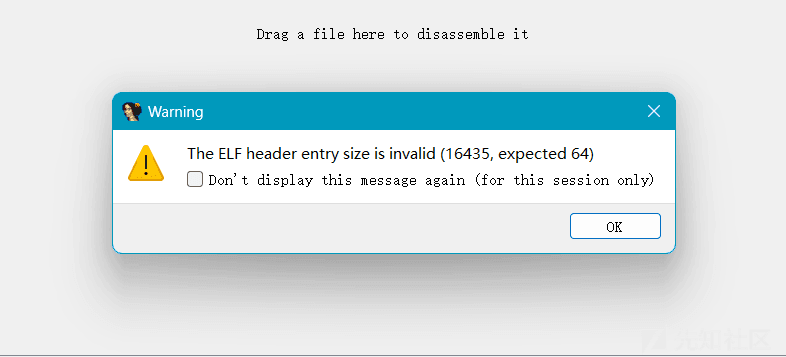 Drag a file here to disassemble it
Warning
The ELF header entry size is invalid (16435, expected 64)
Don't display this message again (for this session only)
OK
先知社区